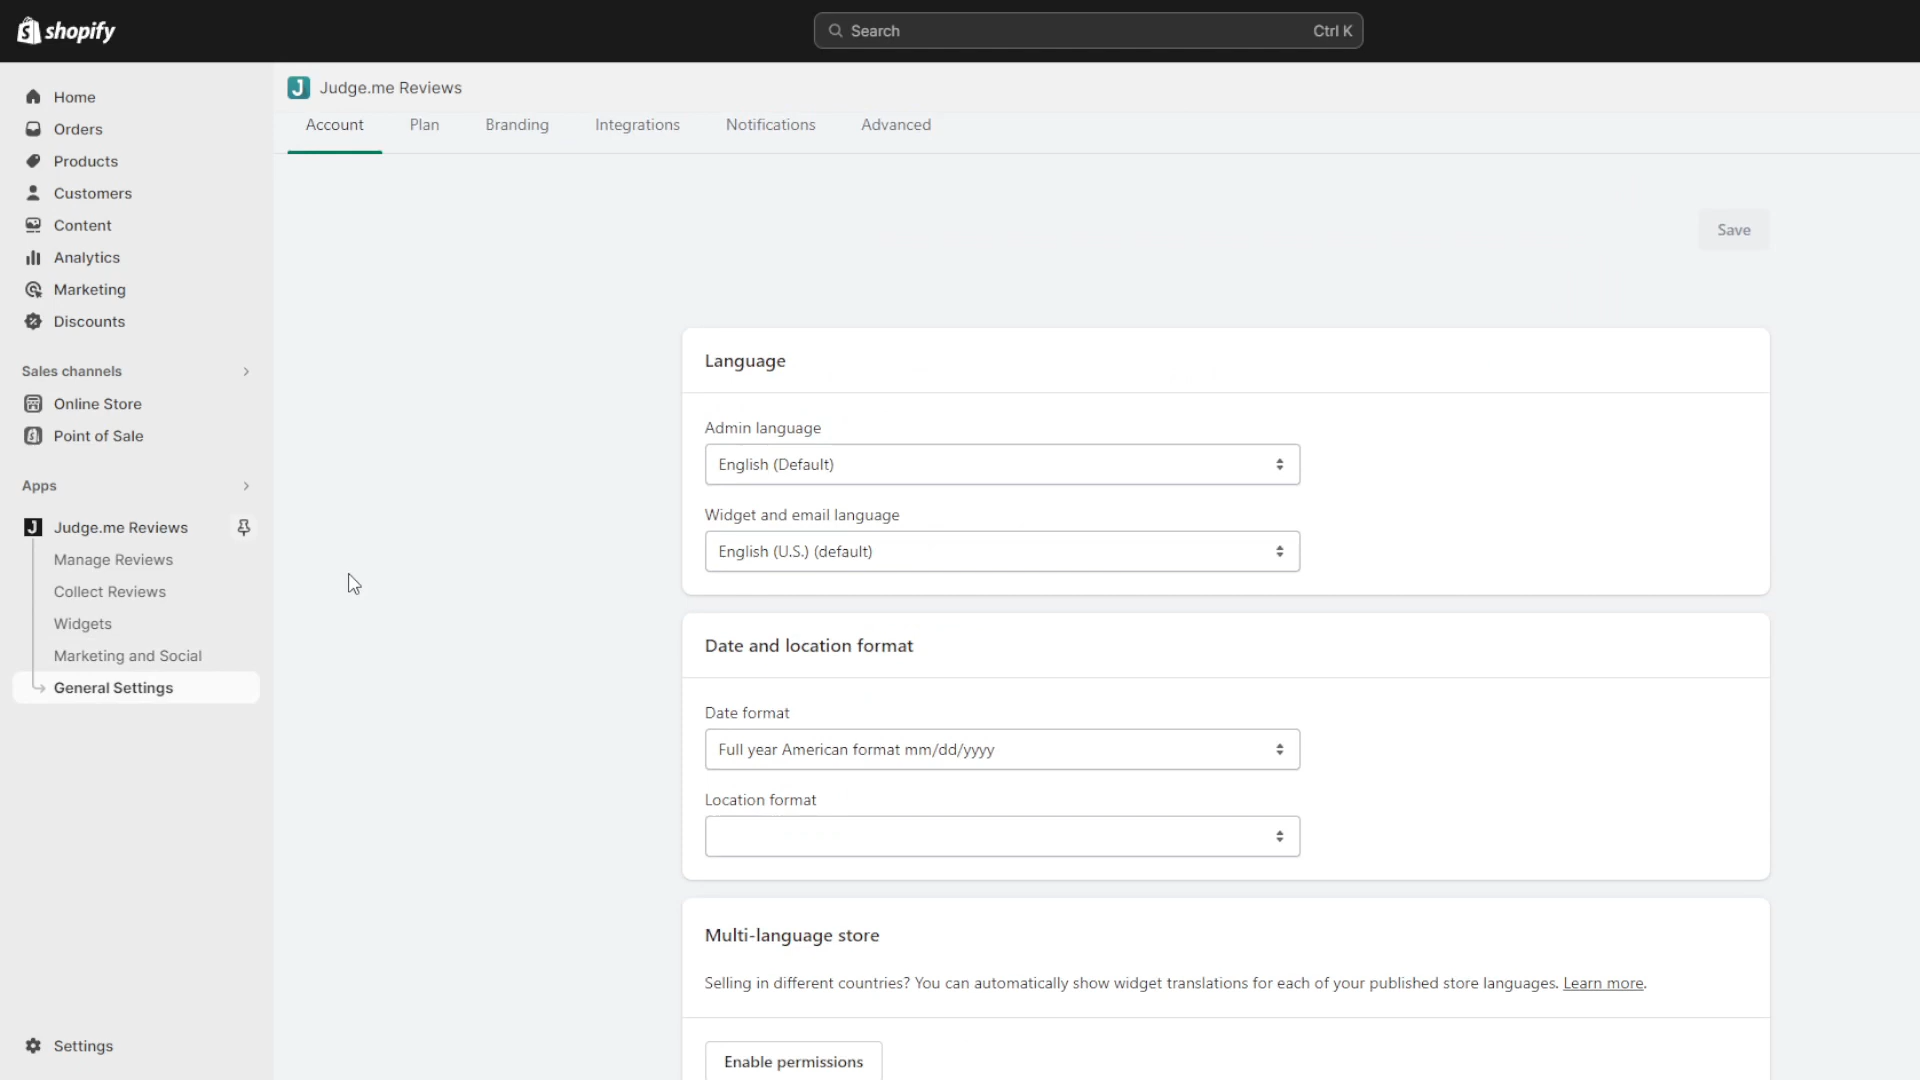 shopify
Search
Ctrl K
Home
Orders
Products
Customers
Content
Analytics
Marketing
Discounts
Sales channels
Online Store
Point of Sale
Apps
J Judge.me Reviews
Manage Reviews
Collect Reviews
Widgets
Marketing and Social
General Settings
Settings
J Judge.me Reviews
Account Plan Branding Integrations Notifications Advanced
Save
Language
Admin language
English (Default)
Widget and email language
English (U.S.) (default)
Date and location format
Date format
Full year American format mm/dd/yyyy
Location format
Multi-language store
Selling in different countries? You can automatically show widget translations for each of your published store languages. Learn more.
Enable permissions